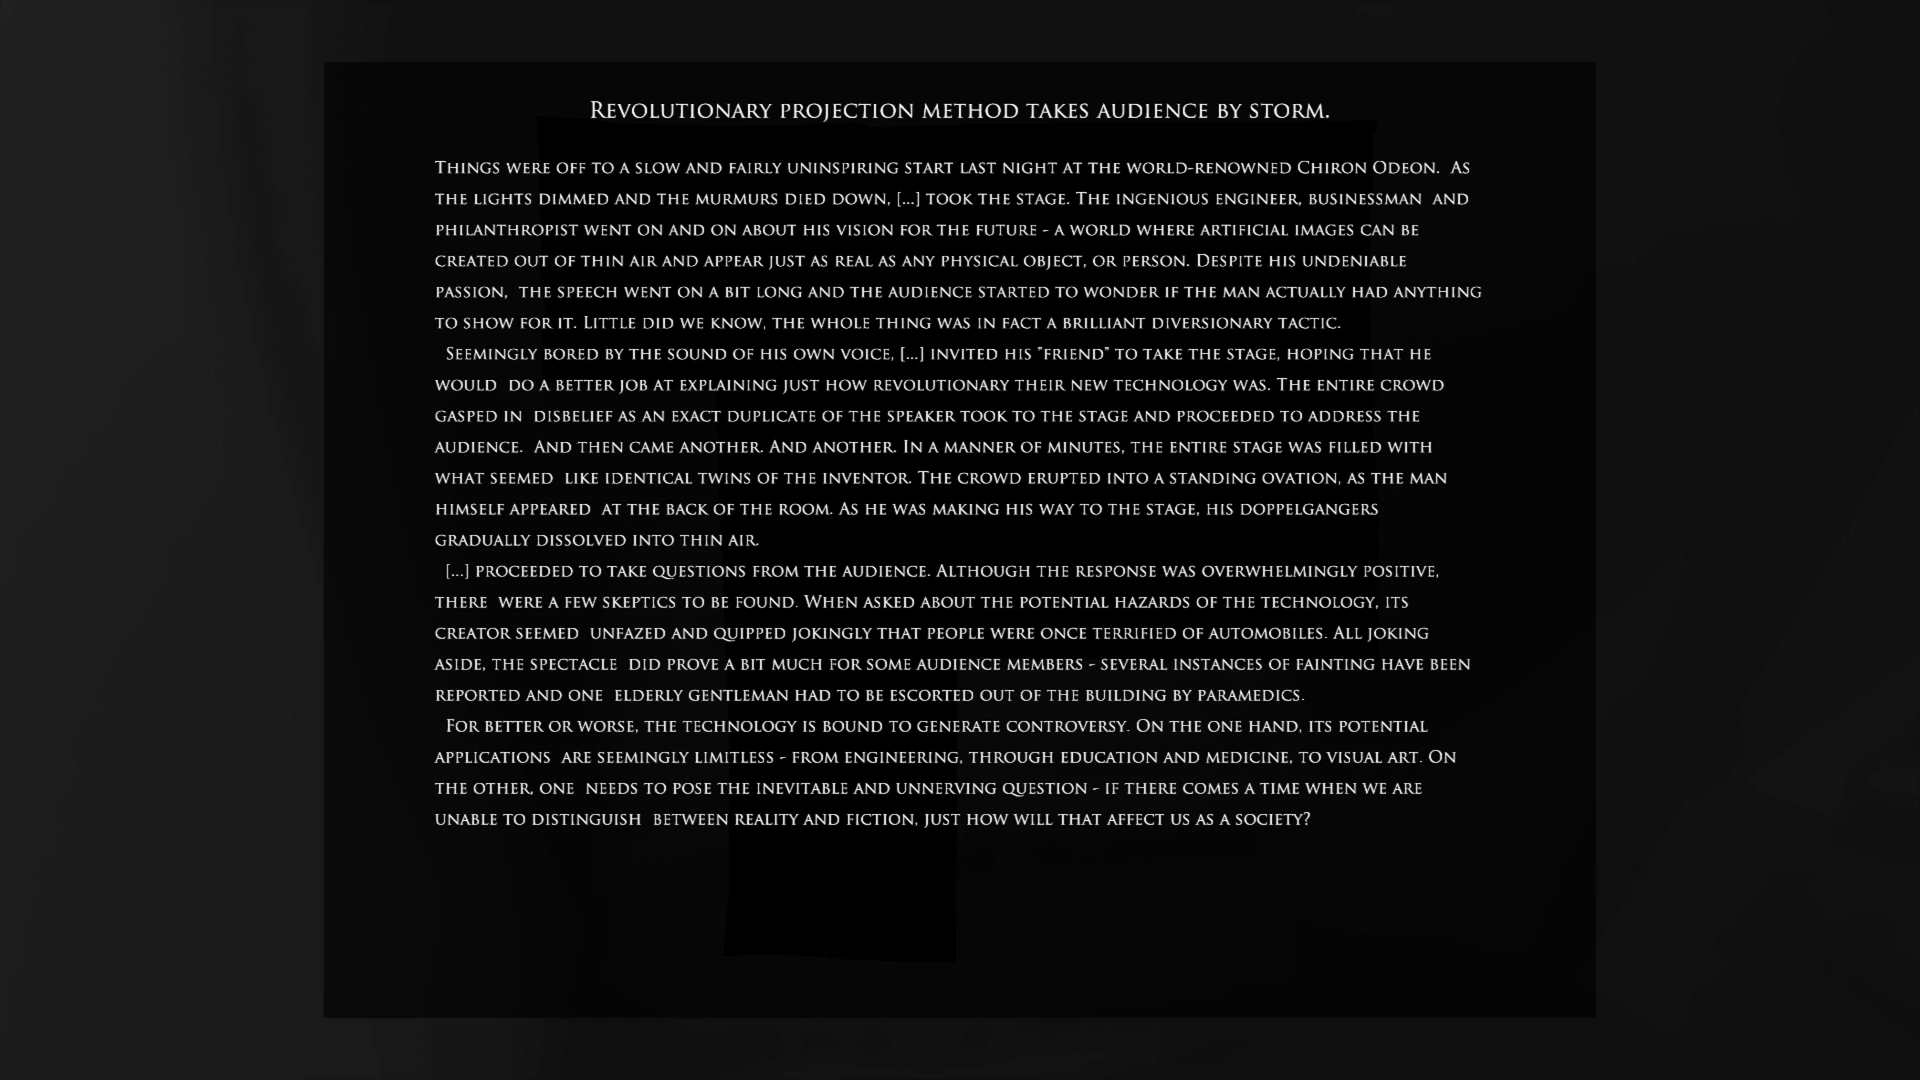 Revolutionary projection method takes audience by storm.
Things were off to a slow and fairly uninspiring start last night at the world-renowned Chiron Odeon.  As
the lights dimmed and the murmurs died down, [...] took the stage. The ingenious engineer, businessman  and
philanthropist went on and on about his vision for the future - a world where artificial images can be
created out of thin air and appear just as real as any physical object, or person. Despite his undeniable
passion,  the speech went on a bit long and the audience started to wonder if the man actually had anything
to show for it. Little did we know, the whole thing was in fact a brilliant diversionary tactic.
Seemingly bored by the sound of his own voice, [...] invited his "friend" to take the stage, hoping that he
would  do a better job at explaining just how revolutionary their new technology was. The entire crowd
gasped in  disbelief as an exact duplicate of the speaker took to the stage and proceeded to address the
audience.  And then came another. And another. In a manner of minutes, the entire stage was filled with
what seemed  like identical twins of the inventor. The crowd erupted into a standing ovation, as the man
himself appeared  at the back of the room. As he was making his way to the stage, his doppelgangers
gradually dissolved into thin air.
[...] proceeded to take questions from the audience. Although the response was overwhelmingly positive,
there  were a few skeptics to be found. When asked about the potential hazards of the technology, its
creator seemed  unfazed and quipped jokingly that people were once terrified of automobiles. All joking
aside, the spectacle  did prove a bit much for some audience members - several instances of fainting have been
reported and one  elderly gentleman had to be escorted out of the building by paramedics.
For better or worse, the technology is bound to generate controversy. On the one hand, its potential
applications  are seemingly limitless - from engineering, through education and medicine, to visual art. On
the other, one  needs to pose the inevitable and unnerving question - if there comes a time when we are
unable to distinguish  between reality and fiction, just how will that affect us as a society?